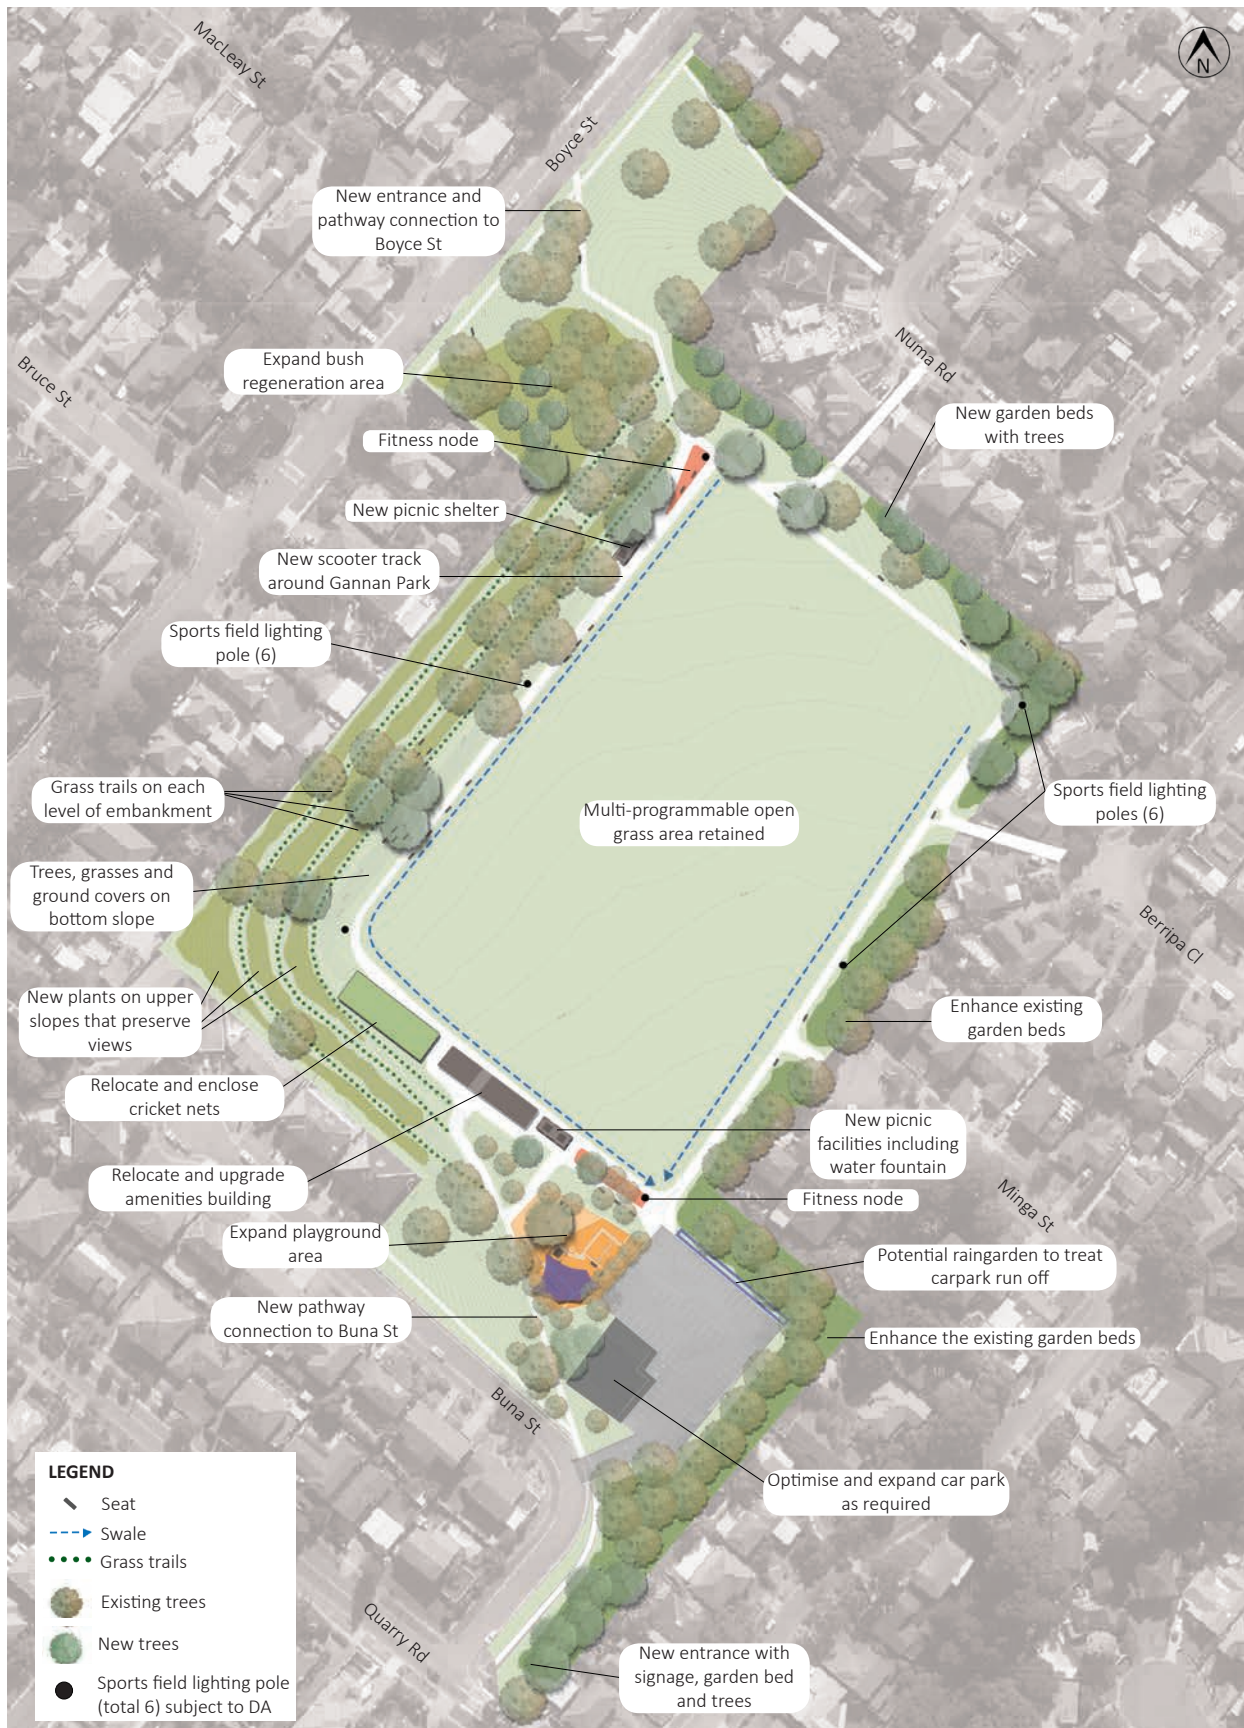 MacLeay St
N
Boyce St
New entrance and
pathway connection to
Boyce St
Bruce St
Expand bush
regeneration area
Numa Rd
New garden beds
with trees
Fitness node
New picnic shelter
New scooter track
around Gannan Park
Sports field lighting
pole (6)
Grass trails on each
level of embankment
Multi-programmable open
grass area retained
Sports field lighting
poles (6)
Trees, grasses and
ground covers on
bottom slope
Berripa Cl
New plants on upper
slopes that preserve
views
Enhance existing
garden beds
Relocate and enclose
cricket nets
New picnic
facilities including
water fountain
Relocate and upgrade
amenities building
Fitness node
Minga St
Expand playground
area
Potential raingarden to treat
carpark run off
New pathway
connection to Buna St
Enhance the existing garden beds
Buna St
Optimise and expand car park
as required
LEGEND
Seat
Swale
Grass trails
Existing trees
New trees
Sports field lighting pole
(total 6) subject to DA
Quarry Rd
New entrance with
signage, garden bed
and trees